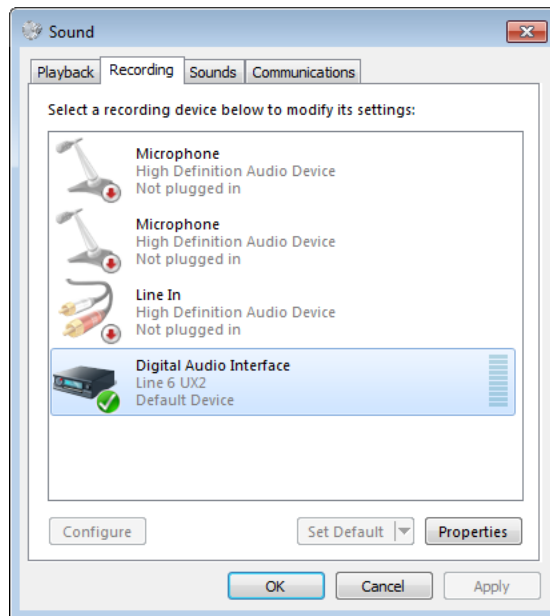 Sound
Playback Recording Sounds Communications
Select a recording device below to modify its settings:
Microphone
High Definition Audio Device
Not plugged in
Microphone
High Definition Audio Device
Not plugged in
Line In
High Definition Audio Device
Not plugged in
Digital Audio Interface
Line 6 UX2
Default Device
Configure Set Default Properties
OK Cancel Apply